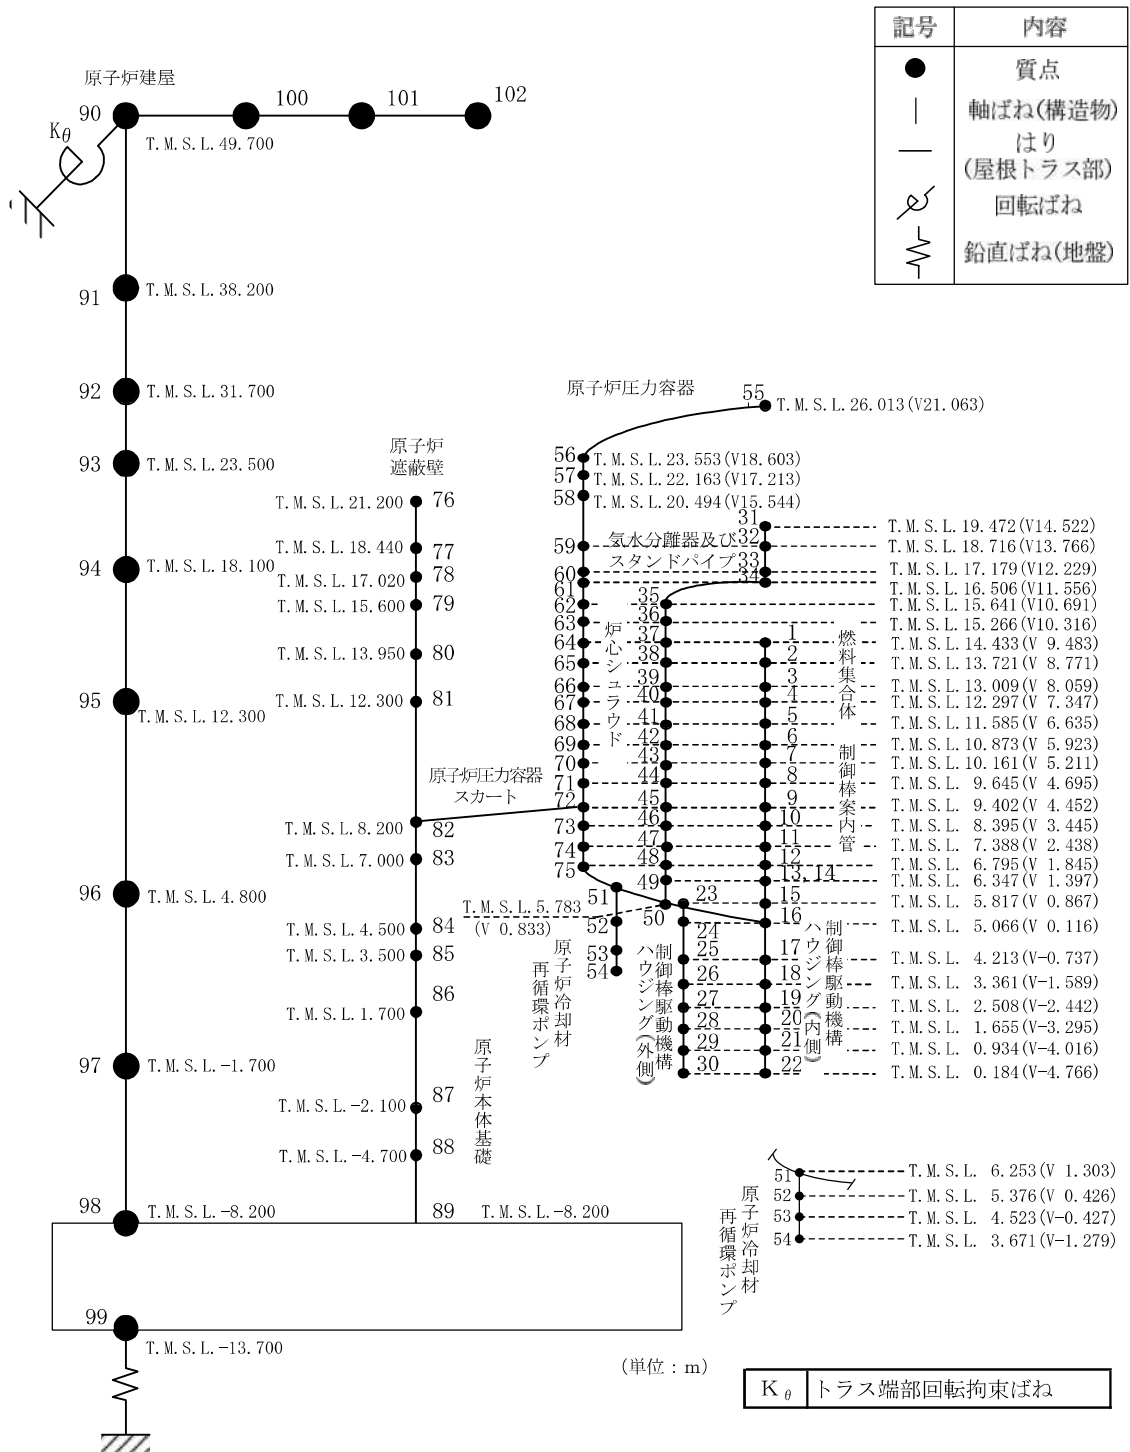 記号 内容
● 質点
│ 軸ばね(構造物)
─ はり
(屋根トラス部)
回転ばね
鉛直ばね(地盤)
原子炉建屋
90
100
101
102
Kθ
T.M.S.L.49.700
91
T.M.S.L.38.200
92
T.M.S.L.31.700
93
T.M.S.L.23.500
94
T.M.S.L.18.100
95
T.M.S.L.12.300
96
T.M.S.L.4.800
97
T.M.S.L.-1.700
98
T.M.S.L.-8.200
99
T.M.S.L.-13.700
原子炉
遮蔽壁
T.M.S.L.21.200 76
T.M.S.L.18.440 77
T.M.S.L.17.020 78
T.M.S.L.15.600 79
T.M.S.L.13.950 80
T.M.S.L.12.300 81
原子炉圧力容器
スカート
T.M.S.L.8.200 82
T.M.S.L.7.000 83
T.M.S.L.4.500 84
T.M.S.L.3.500 85
86
T.M.S.L.1.700
87
T.M.S.L.-2.100
88
T.M.S.L.-4.700
原子炉本体基礎
89 T.M.S.L.-8.200
原子炉圧力容器
55
T.M.S.L.26.013(V21.063)
56 T.M.S.L.23.553(V18.603)
57 T.M.S.L.22.163(V17.213)
58 T.M.S.L.20.494(V15.544)
59
60
61
62
63
64
65
66
67
68
69
70
71
72
73
74
75
気水分離器及び
スタンドパイプ
31
32
33
34
炉心シュラウド
35
36
37
38
39
40
41
42
43
44
45
46
47
48
49
50
1
2
3
4
5
6
7
8
9
10
11
12
13,14
15
16
17
18
19
20
21
22
燃料集合体
制御棒案内管
T.M.S.L.19.472(V14.522)
T.M.S.L.18.716(V13.766)
T.M.S.L.17.179(V12.229)
T.M.S.L.16.506(V11.556)
T.M.S.L.15.641(V10.691)
T.M.S.L.15.266(V10.316)
T.M.S.L.14.433(V 9.483)
T.M.S.L.13.721(V 8.771)
T.M.S.L.13.009(V 8.059)
T.M.S.L.12.297(V 7.347)
T.M.S.L.11.585(V 6.635)
T.M.S.L.10.873(V 5.923)
T.M.S.L.10.161(V 5.211)
T.M.S.L. 9.645(V 4.695)
T.M.S.L. 9.402(V 4.452)
T.M.S.L. 8.395(V 3.445)
T.M.S.L. 7.388(V 2.438)
T.M.S.L. 6.795(V 1.845)
T.M.S.L. 6.347(V 1.397)
T.M.S.L. 5.817(V 0.867)
T.M.S.L. 5.066(V 0.116)
T.M.S.L. 4.213(V-0.737)
T.M.S.L. 3.361(V-1.589)
T.M.S.L. 2.508(V-2.442)
T.M.S.L. 1.655(V-3.295)
T.M.S.L. 0.934(V-4.016)
T.M.S.L. 0.184(V-4.766)
T.M.S.L.5.783
(V 0.833)
51
52
53
54
原子炉冷却材
再循環ポンプ
23
24
25
26
27
28
29
30
制御棒駆動機構
ハウジング(外側)
制御棒駆動機構
ハウジング(内側)
51 T.M.S.L. 6.253(V 1.303)
52 T.M.S.L. 5.376(V 0.426)
53 T.M.S.L. 4.523(V-0.427)
54 T.M.S.L. 3.671(V-1.279)
原子炉冷却材
再循環ポンプ
(単位:m)
Kθ トラス端部回転拘束ばね